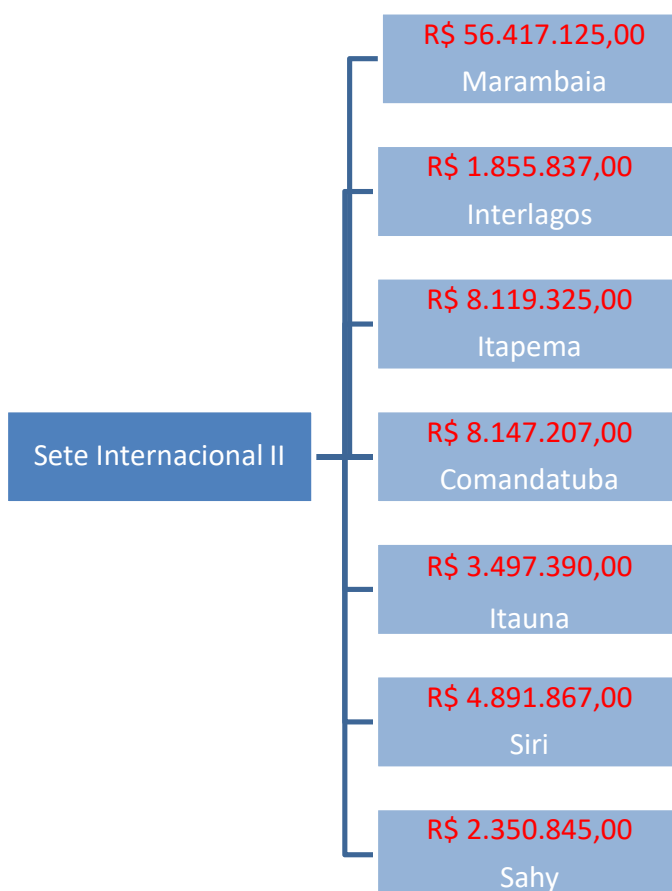 R$ 56.417.125,00
Marambaia
R$ 1.855.837,00
Interlagos
R$ 8.119.325,00
Itapema
Sete Internacional II
R$ 8.147.207,00
Comandatuba
R$ 3.497.390,00
Itauna
R$ 4.891.867,00
Siri
R$ 2.350.845,00
Sahy